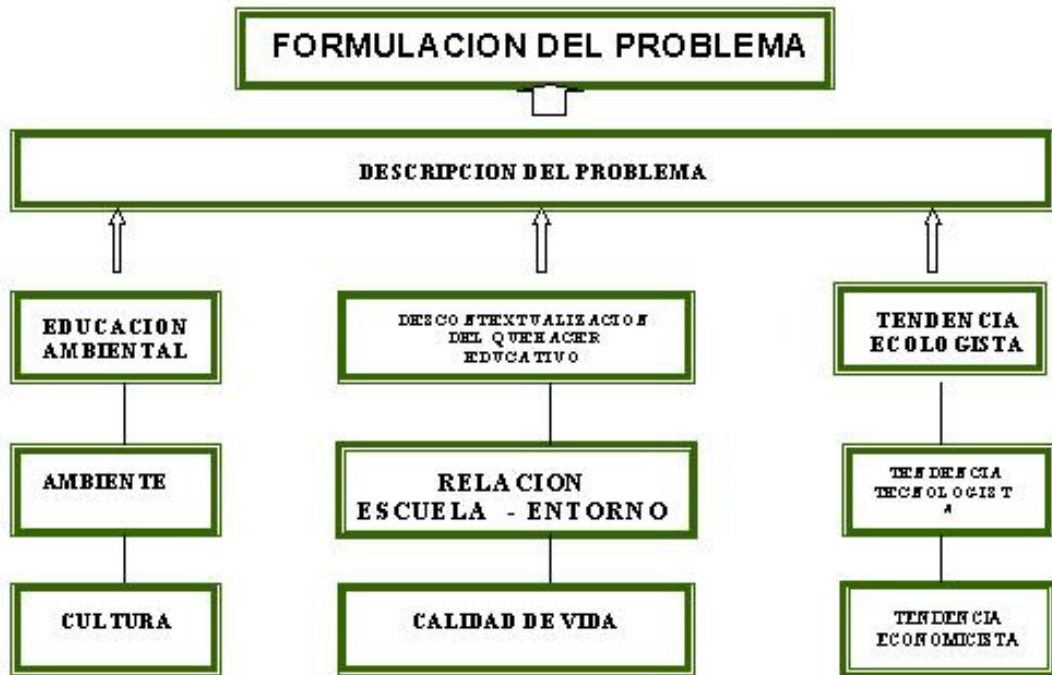 FORMULACION DEL PROBLEMA
DESCRIPCION DEL PROBLEMA
EDUCACION
AMBIENTAL
DESCONTEXTUALIZACION
DEL QUEHACER
EDUCATIVO
TENDENCIA
ECOLOGISTA
AMBIENTE
RELACION
ESCUELA - ENTORNO
TENDENCIA
TECNOLOGIST
A
CULTURA
CALIDAD DE VIDA
TENDENCIA
ECONOMICISTA